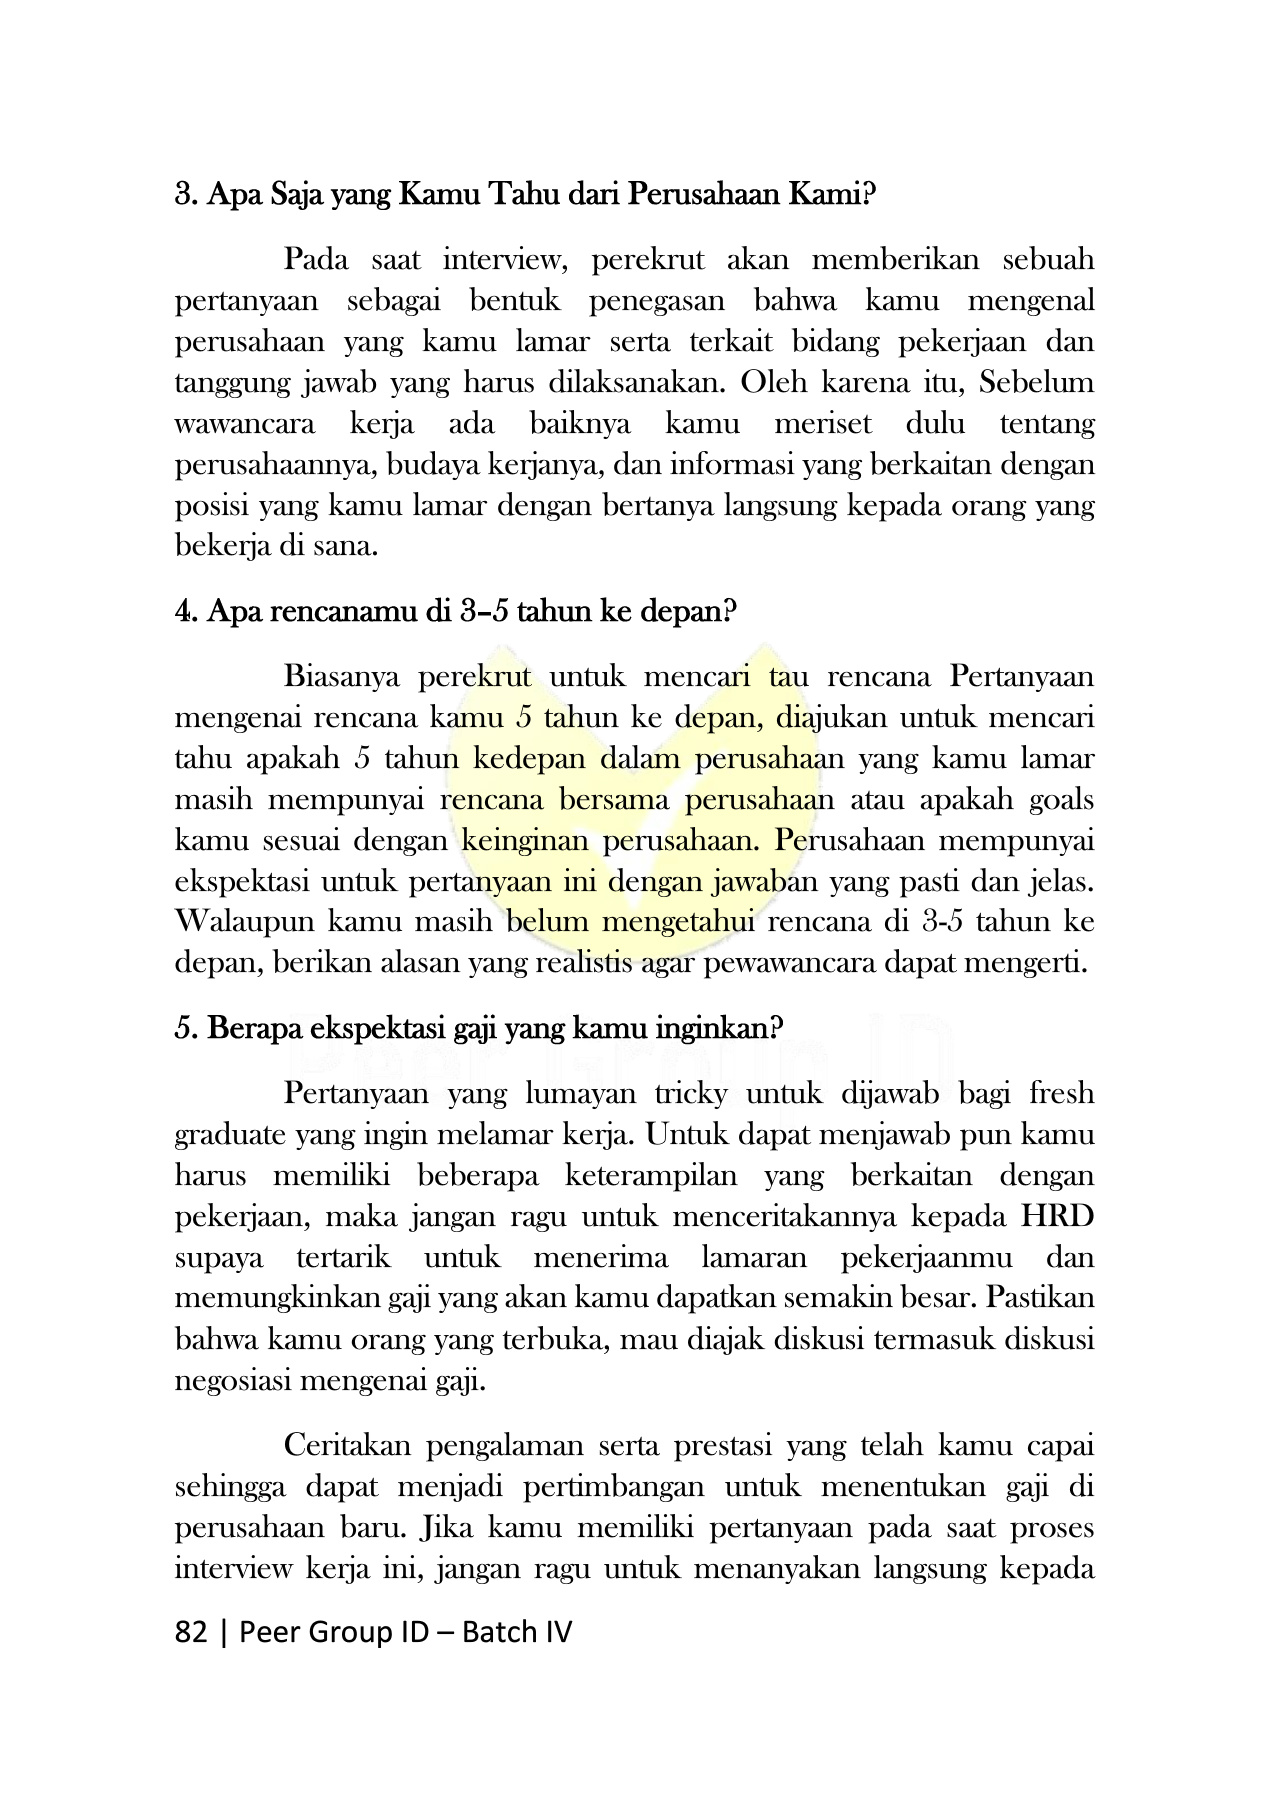 3. Apa Saja yang Kamu Tahu dari Perusahaan Kami?
Pada saat interview, perekrut akan memberikan sebuah
pertanyaan sebagai bentuk penegasan bahwa kamu mengenal
perusahaan yang kamu lamar serta terkait bidang pekerjaan dan
tanggung jawab yang harus dilaksanakan. Oleh karena itu, Sebelum
wawancara kerja ada baiknya kamu meriset dulu tentang
perusahaannya, budaya kerjanya, dan informasi yang berkaitan dengan
posisi yang kamu lamar dengan bertanya langsung kepada orang yang
bekerja di sana.
4. Apa rencanamu di 3–5 tahun ke depan?
Biasanya perekrut untuk mencari tau rencana Pertanyaan
mengenai rencana kamu 5 tahun ke depan, diajukan untuk mencari
tahu apakah 5 tahun kedepan dalam perusahaan yang kamu lamar
masih mempunyai rencana bersama perusahaan atau apakah goals
kamu sesuai dengan keinginan perusahaan. Perusahaan mempunyai
ekspektasi untuk pertanyaan ini dengan jawaban yang pasti dan jelas.
Walaupun kamu masih belum mengetahui rencana di 3-5 tahun ke
depan, berikan alasan yang realistis agar pewawancara dapat mengerti.
5. Berapa ekspektasi gaji yang kamu inginkan?
Peer Group ID
Pertanyaan yang lumayan tricky untuk dijawab bagi fresh
graduate yang ingin melamar kerja. Untuk dapat menjawab pun kamu
harus memiliki beberapa keterampilan yang berkaitan dengan
pekerjaan, maka jangan ragu untuk menceritakannya kepada HRD
supaya tertarik untuk menerima lamaran pekerjaanmu dan
memungkinkan gaji yang akan kamu dapatkan semakin besar. Pastikan
bahwa kamu orang yang terbuka, mau diajak diskusi termasuk diskusi
negosiasi mengenai gaji.
Ceritakan pengalaman serta prestasi yang telah kamu capai
sehingga dapat menjadi pertimbangan untuk menentukan gaji di
perusahaan baru. Jika kamu memiliki pertanyaan pada saat proses
interview kerja ini, jangan ragu untuk menanyakan langsung kepada
82 | Peer Group ID – Batch IV